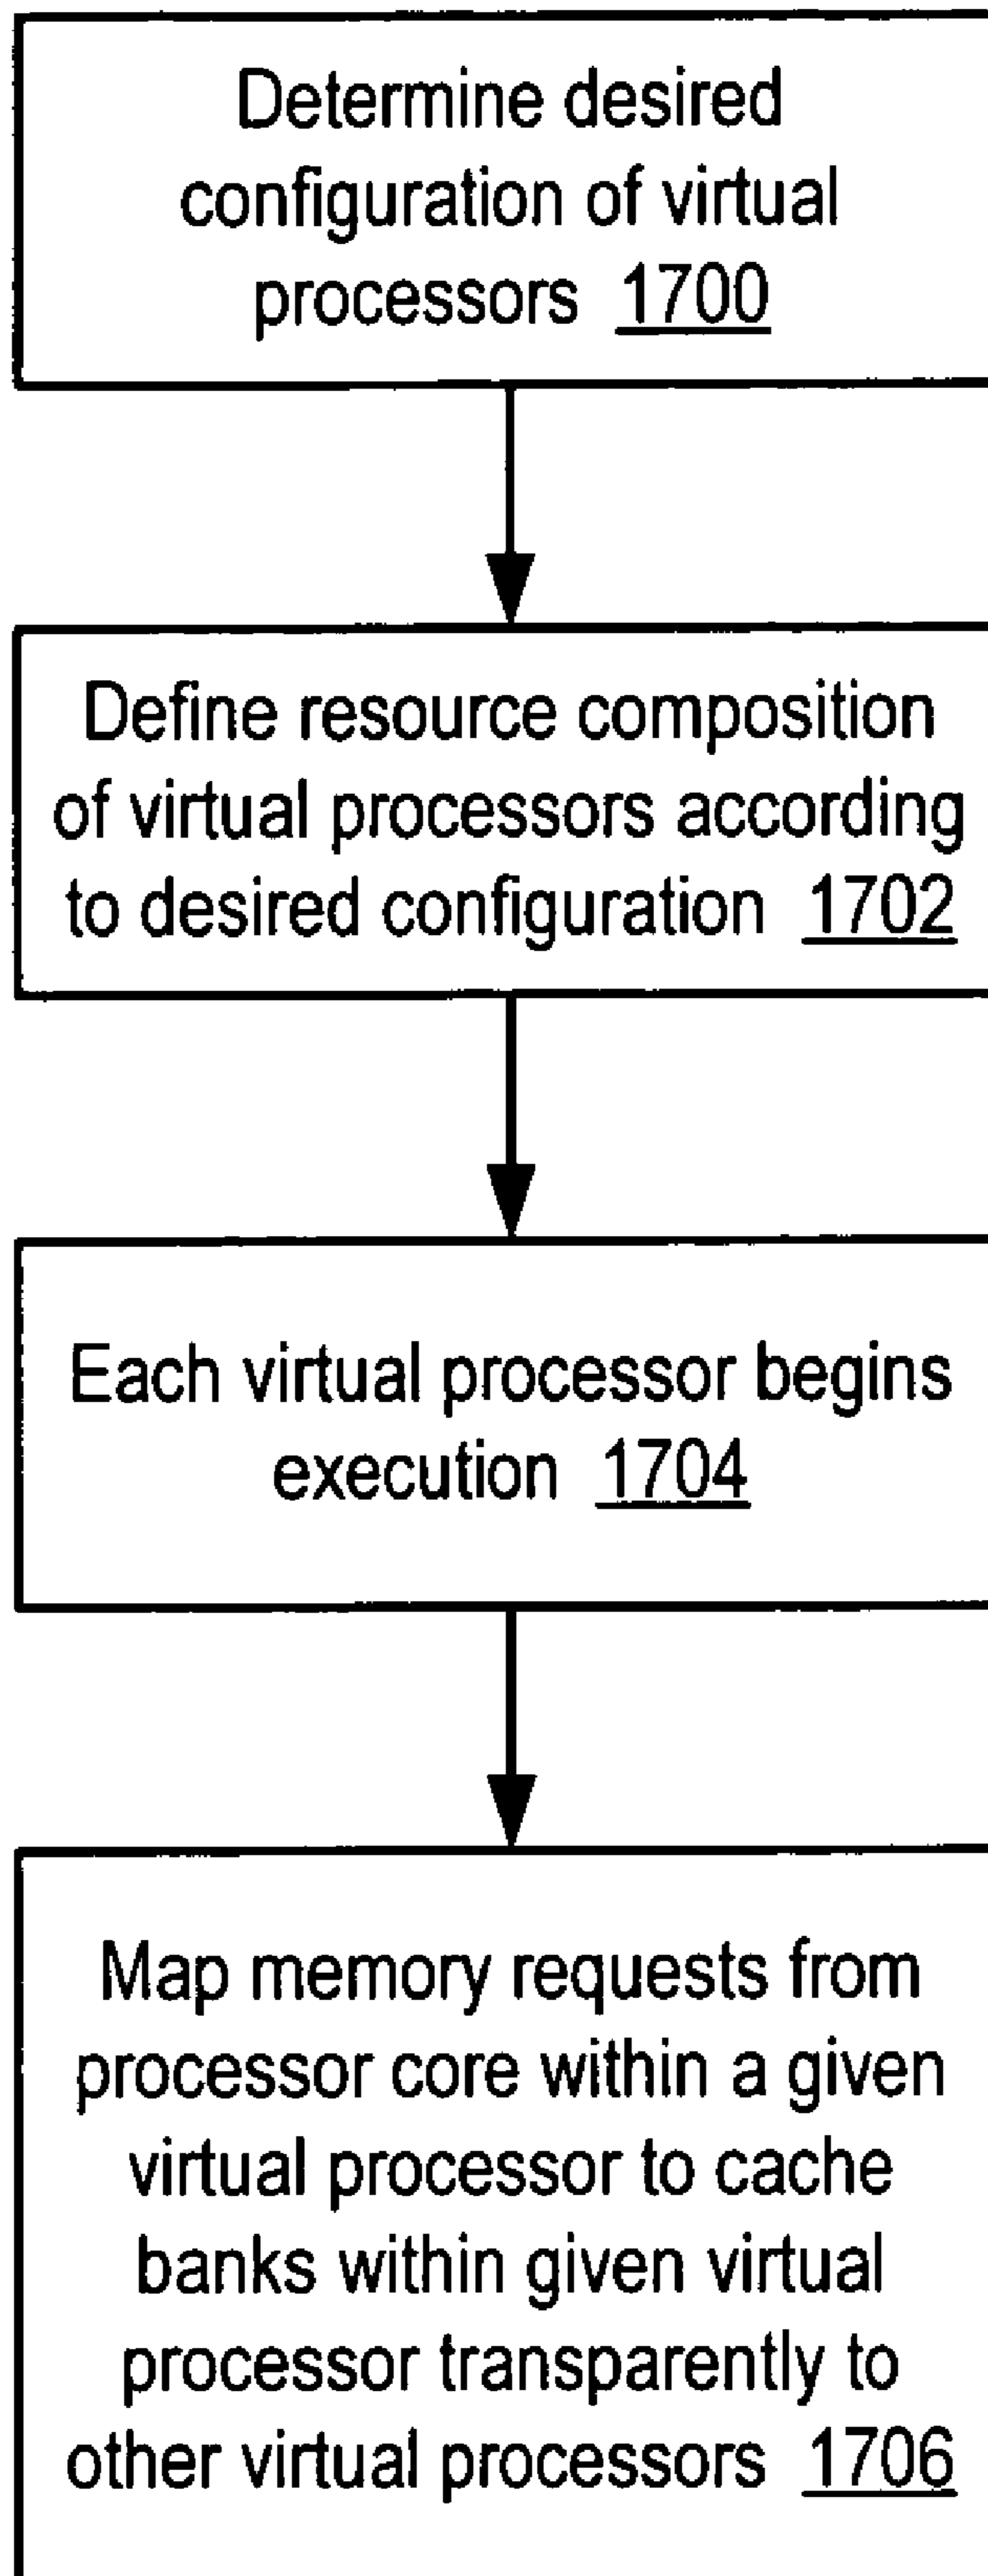 Determine desired
configuration of virtual
processors 1700
Define resource composition
of virtual processors according
to desired configuration 1702
Each virtual processor begins
execution 1704
Map memory requests from
processor core within a given
virtual processor to cache
banks within given virtual
processor transparently to
other virtual processors 1706